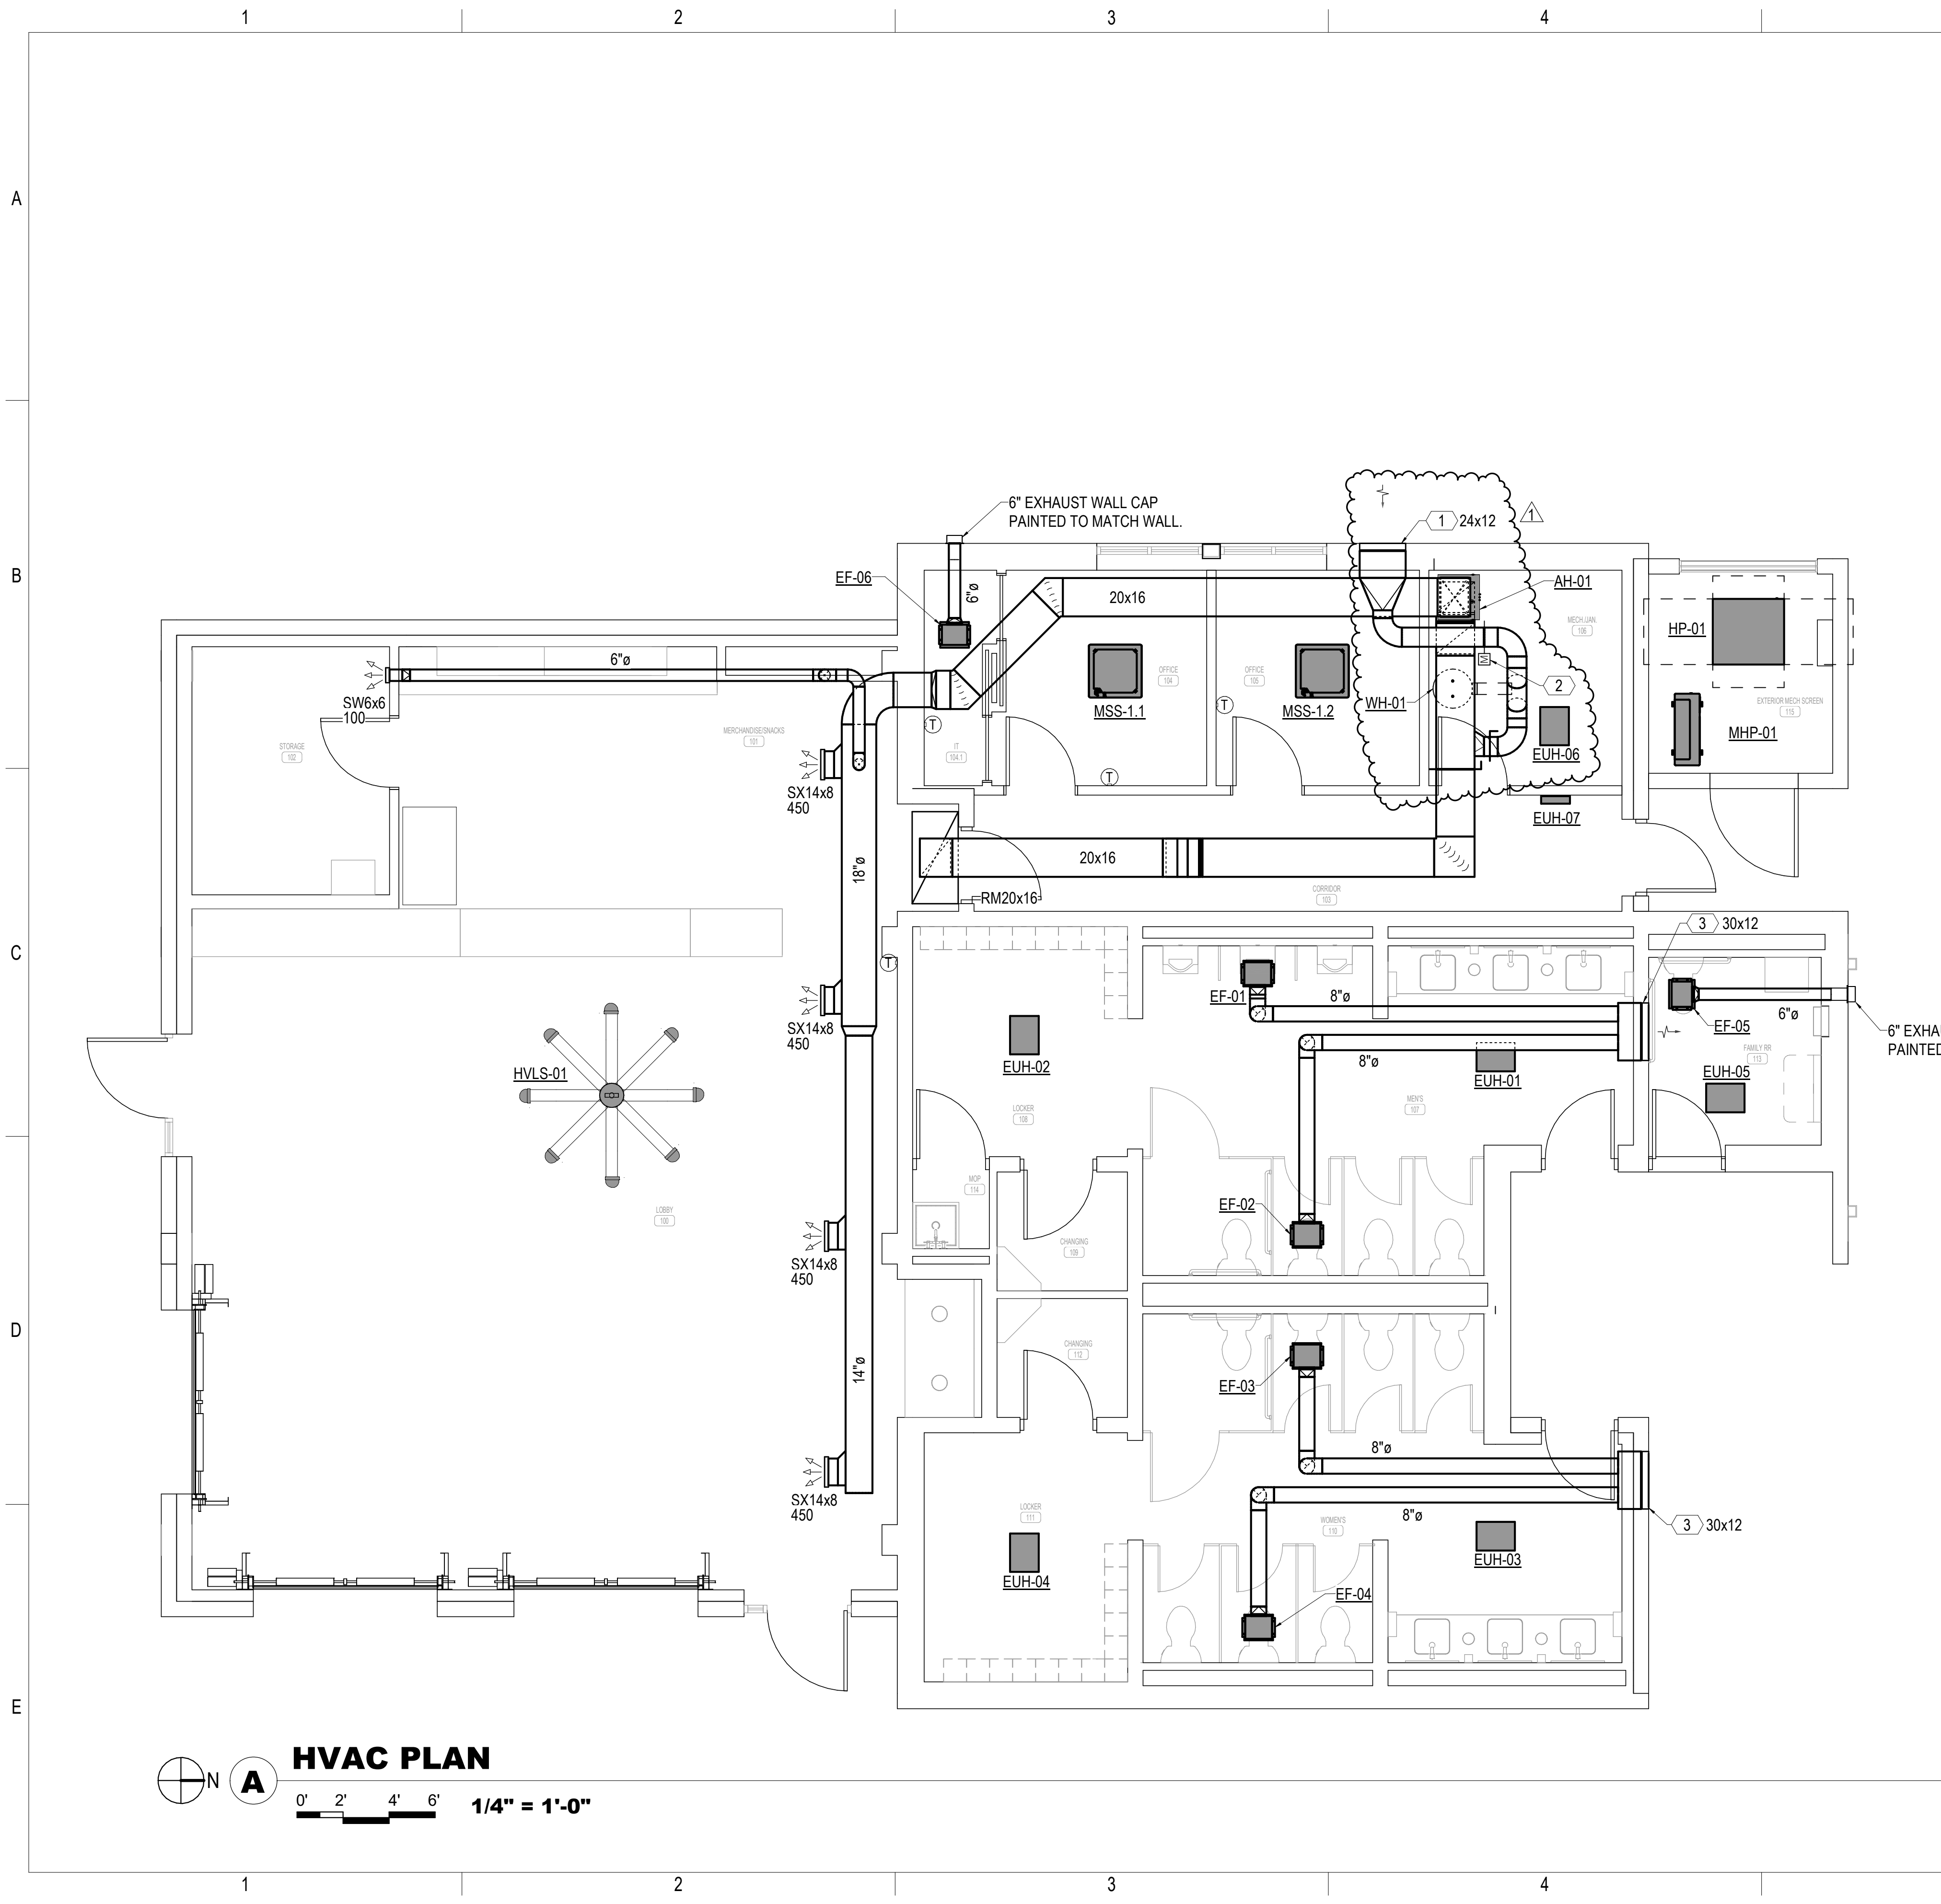 1
2
3
4
A
6" EXHAUST WALL CAP
PAINTED TO MATCH WALL.
1
24x12
1
B
EF-06
6"ø
20x16
AH-01
MECH./JAN.
106
HP-01
6"ø
SW6x6
100
OFFICE
104
OFFICE
105
M
2
WH-01
MSS-1.1
MSS-1.2
EXTERIOR MECH SCREEN
115
MHP-01
T
T
STORAGE
102
MERCHANDISE/SNACKS
101
IT
104.1
EUH-06
T
SX14x8
450
EUH-07
18"ø
20x16
RM20x16
CORRIDOR
103
3
30x12
C
T
EF-01
8"ø
SX14x8
450
6"ø
EF-05
6" EXHAU
PAINTED
FAMILY RR
113
EUH-02
8"ø
EUH-01
EUH-05
HVLS-01
LOCKER
108
MEN'S
107
MOP
114
EF-02
LOBBY
100
CHANGING
109
SX14x8
450
D
CHANGING
112
14"ø
EF-03
8"ø
SX14x8
450
LOCKER
111
8"ø
WOMEN'S
110
3
30x12
EUH-04
EUH-03
EF-04
E
N
A
HVAC PLAN
0'
2'
4'
6'
1/4" = 1'-0"
1
2
3
4